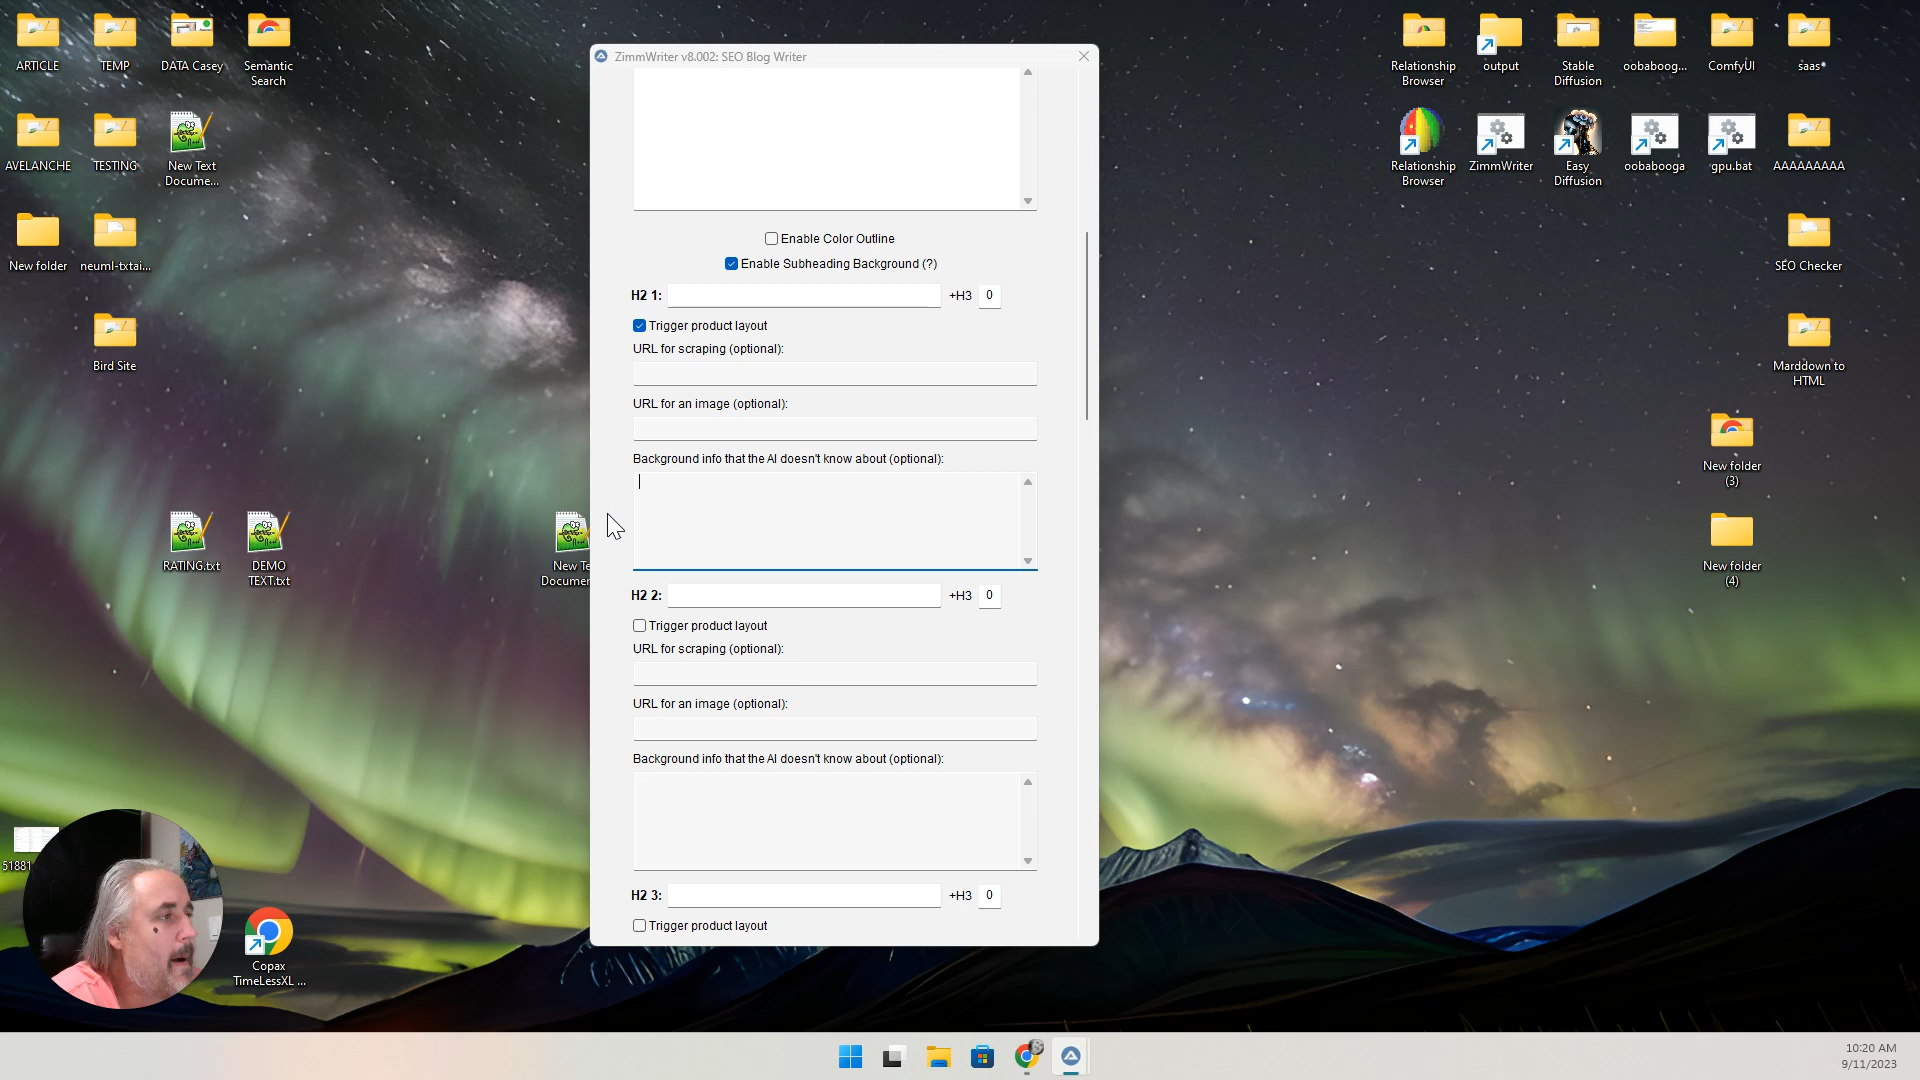 ARTICLE
TEMP
DATA Casey
Semantic
Search
AVELANCHE
TESTING
New Text
Docume...
New folder
neuml-txtai...
Bird Site
RATING.txt
DEMO
TEXT.txt
New Te
Documen
51881
Copax
TimeLessXL ...
ZimmWriter v8.002: SEO Blog Writer
Enable Color Outline
Enable Subheading Background (?)
H2 1:
+H3 0
Trigger product layout
URL for scraping (optional):
URL for an image (optional):
Background info that the AI doesn't know about (optional):
H2 2:
+H3 0
Trigger product layout
URL for scraping (optional):
URL for an image (optional):
Background info that the AI doesn't know about (optional):
H2 3:
+H3 0
Trigger product layout
Relationship
Browser
output
Stable
Diffusion
oobaboog...
ComfyUI
saas
Relationship
Browser
ZimmWriter
Easy
Diffusion
oobabooga
gpu.bat
AAAAAAAAA
SEO Checker
Marddown to
HTML
New folder
(3)
New folder
(4)
10:20 AM
9/11/2023